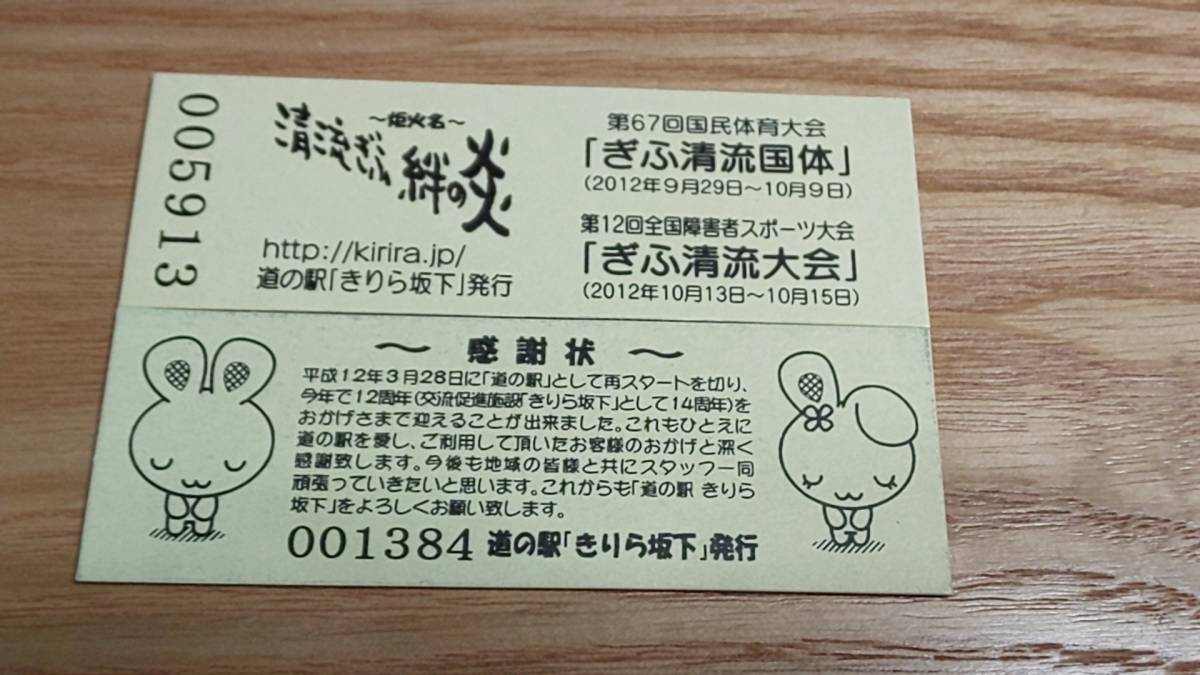 005913
～炬火名～
清流ぎふ
絆の炎
http://kirira.jp/
道の駅「きりら坂下」発行
第67回国民体育大会
「ぎふ清流国体」
(2012年9月29日～10月9日)
第12回全国障害者スポーツ大会
「ぎふ清流大会」
(2012年10月13日～10月15日)
～ 感謝状 ～
平成12年3月28日に「道の駅」として再スタートを切り、
今年で12周年(交流促進施設「きりら坂下」として14周年)を
おかげさまで迎えることが出来ました。これもひとえに
道の駅を愛し、ご利用して頂いたお客様のおかげと深く
感謝致します。今後も地域の皆様と共にスタッフ一同
頑張っていきたいと思います。これからも「道の駅 きりら
坂下」をよろしくお願い致します。
001384 道の駅「きりら坂下」発行